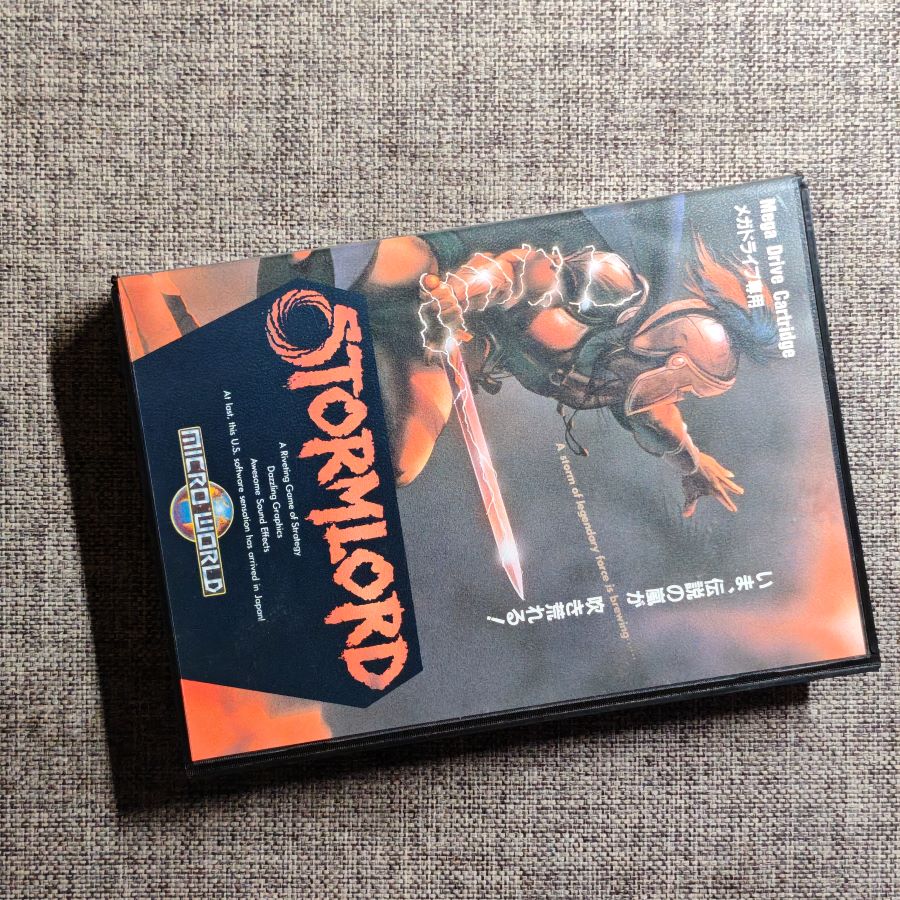 Mega Drive Cartridge
メガドライブ専用
いま、伝説の嵐が
吹き荒れる!
A storm of legendary force is brewing....
STORMLORD
A Riveting Game of Strategy
Dazzling Graphics
Awesome Sound Effects
At last, this U.S. software sensation has arrived in Japan!
MICRO WORLD